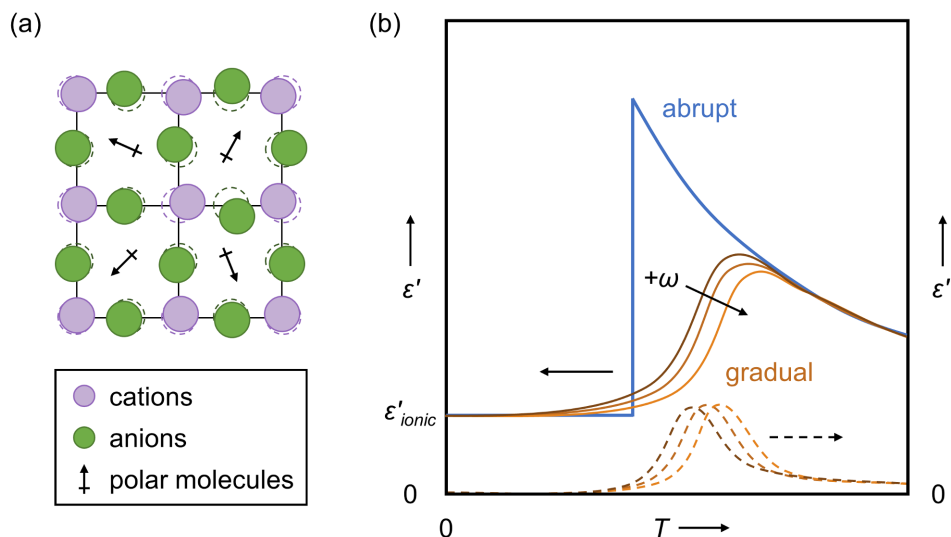 (a)
cations
anions
polar molecules
(b)
abrupt
+ω
gradual
ε'
ε'
ε'ionic
0
0
0
T